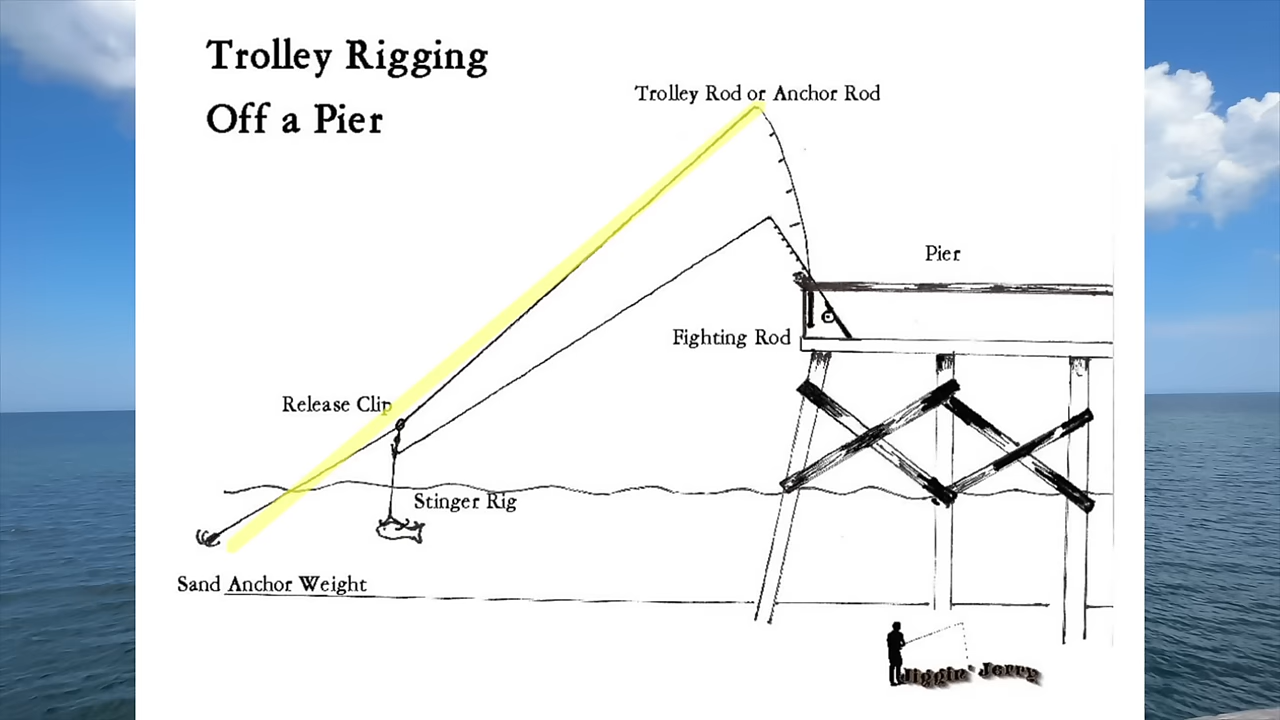 Trolley Rigging
Off a Pier
Trolley Rod or Anchor Rod
Pier
Fighting Rod
Release Clip
Stinger Rig
Sand Anchor Weight
Jiggin' Jerry